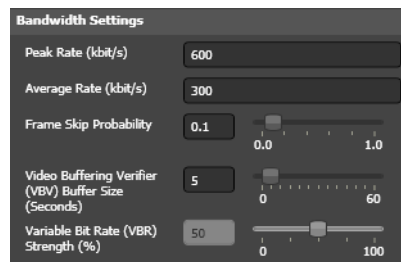 Bandwidth Settings
Peak Rate (kbit/s) 600
Average Rate (kbit/s) 300
Frame Skip Probability 0.1
0.0 1.0
Video Buffering Verifier
(VBV) Buffer Size
(Seconds)
5
0 60
Variable Bit Rate (VBR)
Strength (%)
50
0 100